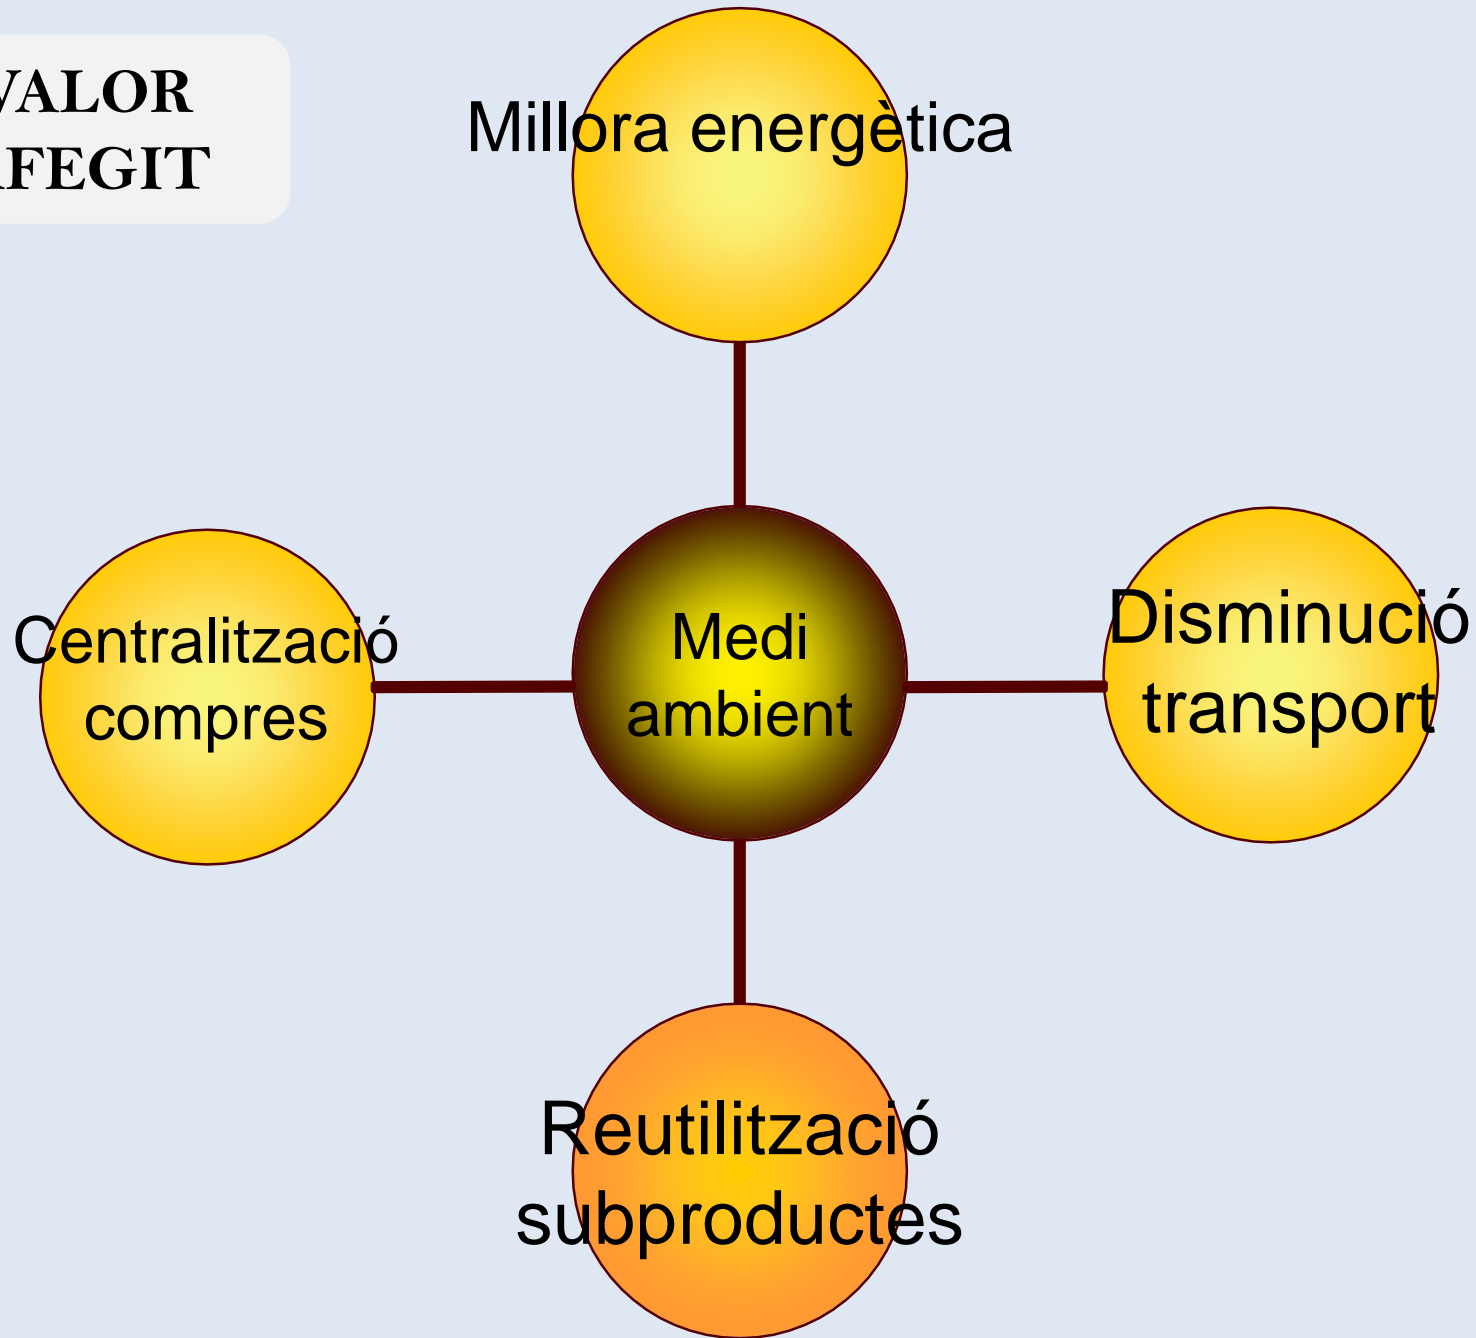 VALOR
AFEGIT
Millora energètica
Centralització
compres
Medi
ambient
Disminució
transport
Reutilització
subproductes